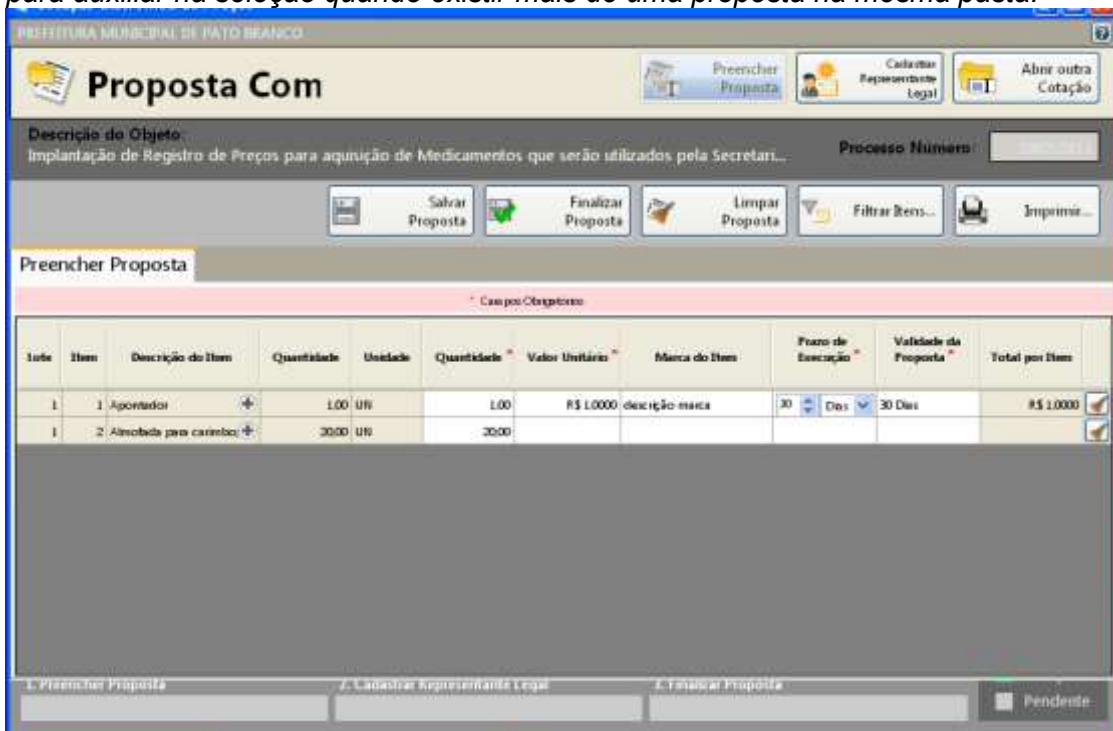 para auxiliar na seleção quando existir mais de uma proposta na mesma pasta.
PREFEITURA MUNICIPAL DE PATO BRANCO
Proposta Com
Preencher Proposta
Cadastrar Representante Legal
Abrir outra Cotação
Descrição do Objeto:
Implantação de Registro de Preços para aquisição de Medicamentos que serão utilizados pela Secretari...
Processo Número:
Salvar Proposta
Finalizar Proposta
Limpar Proposta
Filtrar Itens...
Imprimir...
Preencher Proposta
* Campos Obrigatórios
Lote Item Descrição do Item Quantidade Unidade Quantidade * Valor Unitário * Marca do Item Prazo de Execução * Validade da Proposta * Total por Item
1 1 Apontador + 1,00 UN 1,00 R$ 1,0000 descrição marca 30 Dias 30 Dias R$ 1,0000
1 2 Almofada para carimbo; + 20,00 UN 20,00
1. Preencher Proposta
2. Cadastrar Representante Legal
3. Finalizar Proposta
Pendente